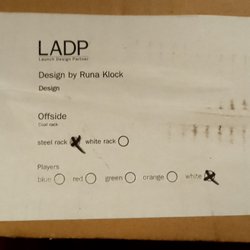 LADP
Launch Design Partner
Design by Runa Klock
Design
Offside
Coat rack
steel rack white rack
Players
blue red green orange white